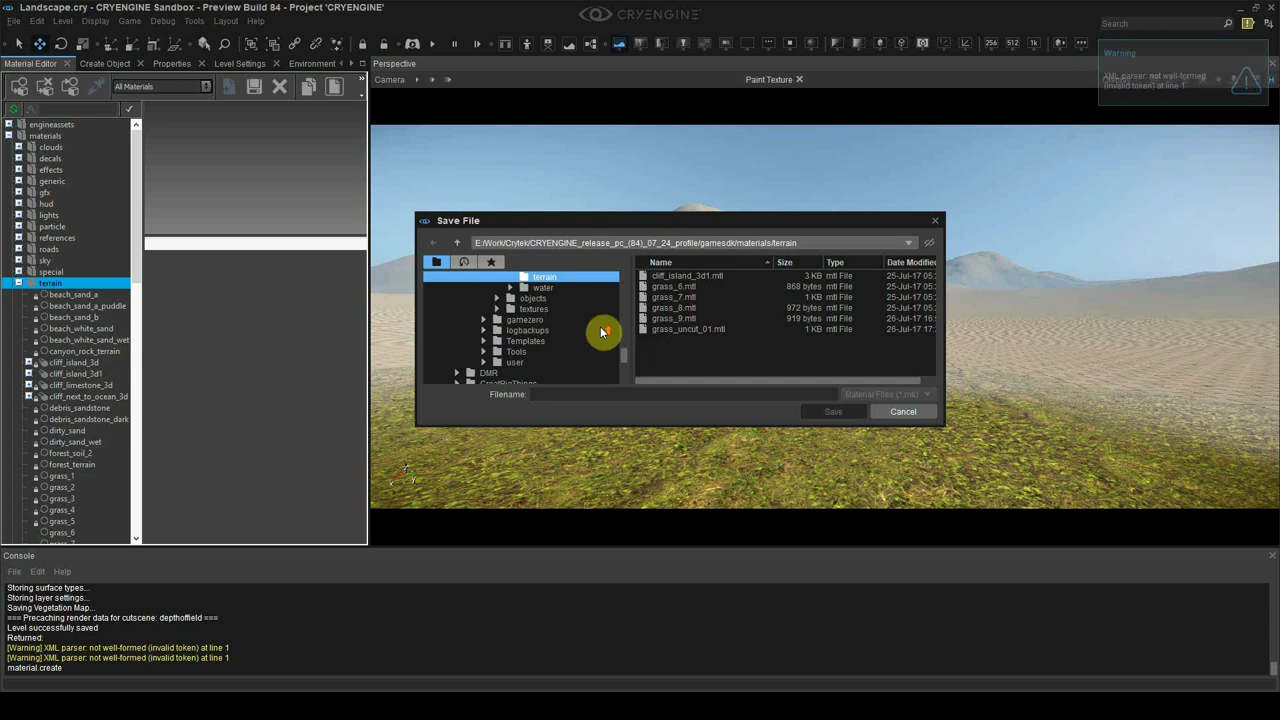 Landscape.cry - CRYENGINE Sandbox - Preview Build 84 - Project 'CRYENGINE'
CRYENGINE
File Edit Level Display Game Debug Tools Layout Help
Search
256 512 1k
Material Editor Create Object Properties Level Settings Environment
Perspective
Camera
Paint Texture
Warning
XML parser: not well-formed
(invalid token) at line 1
All Materials
engineassets
materials
clouds
decals
effects
generic
gfx
hud
lights
particle
references
roads
sky
special
terrain
beach_sand_a
beach_sand_a_puddle
beach_sand_b
beach_white_sand
beach_white_sand_wet
canyon_rock_terrain
cliff_island_3d
cliff_island_3d1
cliff_limestone_3d
cliff_next_to_ocean_3d
debris_sandstone
debris_sandstone_dark
dirty_sand
dirty_sand_wet
forest_soil_2
forest_terrain
grass_1
grass_2
grass_3
grass_4
grass_5
grass_6
Save File
E:/Work/Crytek/CRYENGINE_release_pc_(84)_07_24_profile/gamesdk/materials/terrain
terrain
water
objects
textures
gamezero
logbackups
Templates
Tools
user
DMR
Name Size Type Date Modified
cliff_island_3d1.mtl 3 KB mtl File 25-Jul-17 05:
grass_6.mtl 868 bytes mtl File 25-Jul-17 05:
grass_7.mtl 1 KB mtl File 25-Jul-17 05:
grass_8.mtl 972 bytes mtl File 25-Jul-17 05:
grass_9.mtl 919 bytes mtl File 26-Jul-17 16:
grass_uncut_01.mtl 1 KB mtl File 26-Jul-17 17:
Filename:
Material Files (*.mtl)
Save Cancel
Console
File Edit Help
Storing surface types...
Storing layer settings...
Saving Vegetation Map...
=== Precaching render data for cutscene: depthoffield ===
Level successfully saved
Returned:
[Warning] XML parser: not well-formed (invalid token) at line 1
[Warning] XML parser: not well-formed (invalid token) at line 1
material.create